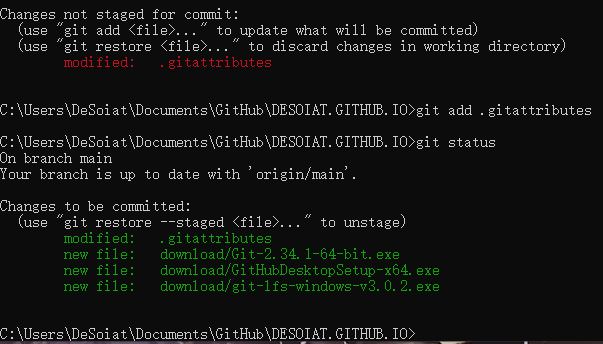 Changes not staged for commit:
(use "git add <file>..." to update what will be committed)
(use "git restore <file>..." to discard changes in working directory)
modified: .gitattributes
C:\Users\DeSoiat\Documents\GitHub\DESOIAT.GITHUB.IO>git add .gitattributes
C:\Users\DeSoiat\Documents\GitHub\DESOIAT.GITHUB.IO>git status
On branch main
Your branch is up to date with 'origin/main'.
Changes to be committed:
(use "git restore --staged <file>..." to unstage)
modified: .gitattributes
new file: download/Git-2.34.1-64-bit.exe
new file: download/GitHubDesktopSetup-x64.exe
new file: download/git-lfs-windows-v3.0.2.exe
C:\Users\DeSoiat\Documents\GitHub\DESOIAT.GITHUB.IO>